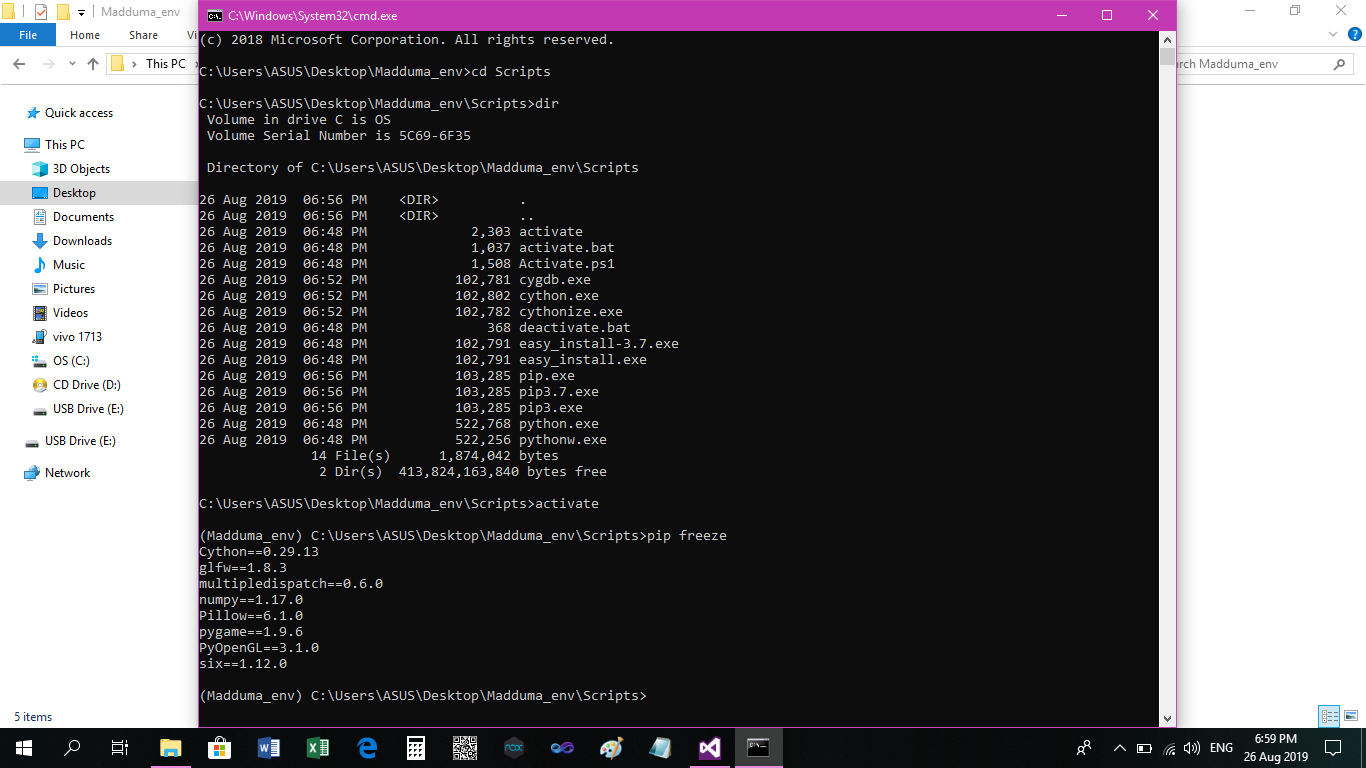 Madduma_env
File
Home
Share
Vi
This PC
rch Madduma_env
Quick access
This PC
3D Objects
Desktop
Documents
Downloads
Music
Pictures
Videos
vivo 1713
OS (C:)
CD Drive (D:)
USB Drive (E:)
USB Drive (E:)
Network
5 items
C:\Windows\System32\cmd.exe
(c) 2018 Microsoft Corporation. All rights reserved.
C:\Users\ASUS\Desktop\Madduma_env>cd Scripts
C:\Users\ASUS\Desktop\Madduma_env\Scripts>dir
Volume in drive C is OS
Volume Serial Number is 5C69-6F35
Directory of C:\Users\ASUS\Desktop\Madduma_env\Scripts
26 Aug 2019  06:56 PM    <DIR>          .
26 Aug 2019  06:56 PM    <DIR>          ..
26 Aug 2019  06:48 PM             2,303 activate
26 Aug 2019  06:48 PM             1,037 activate.bat
26 Aug 2019  06:48 PM             1,508 Activate.ps1
26 Aug 2019  06:52 PM           102,781 cygdb.exe
26 Aug 2019  06:52 PM           102,802 cython.exe
26 Aug 2019  06:52 PM           102,782 cythonize.exe
26 Aug 2019  06:48 PM               368 deactivate.bat
26 Aug 2019  06:48 PM           102,791 easy_install-3.7.exe
26 Aug 2019  06:48 PM           102,791 easy_install.exe
26 Aug 2019  06:56 PM           103,285 pip.exe
26 Aug 2019  06:56 PM           103,285 pip3.7.exe
26 Aug 2019  06:56 PM           103,285 pip3.exe
26 Aug 2019  06:48 PM           522,768 python.exe
26 Aug 2019  06:48 PM           522,256 pythonw.exe
14 File(s)      1,874,042 bytes
2 Dir(s)  413,824,163,840 bytes free
C:\Users\ASUS\Desktop\Madduma_env\Scripts>activate
(Madduma_env) C:\Users\ASUS\Desktop\Madduma_env\Scripts>pip freeze
Cython==0.29.13
glfw==1.8.3
multipledispatch==0.6.0
numpy==1.17.0
Pillow==6.1.0
pygame==1.9.6
PyOpenGL==3.1.0
six==1.12.0
(Madduma_env) C:\Users\ASUS\Desktop\Madduma_env\Scripts>
nox
ENG
6:59 PM
26 Aug 2019